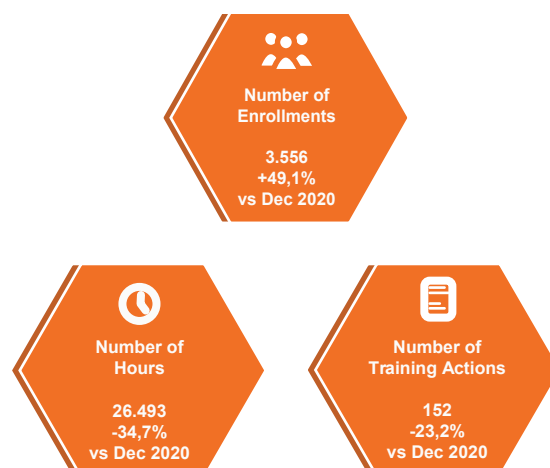 Number of
Enrollments
3.556
+49,1%
vs Dec 2020
Number of
Hours
26.493
-34,7%
vs Dec 2020
Number of
Training Actions
152
-23,2%
vs Dec 2020